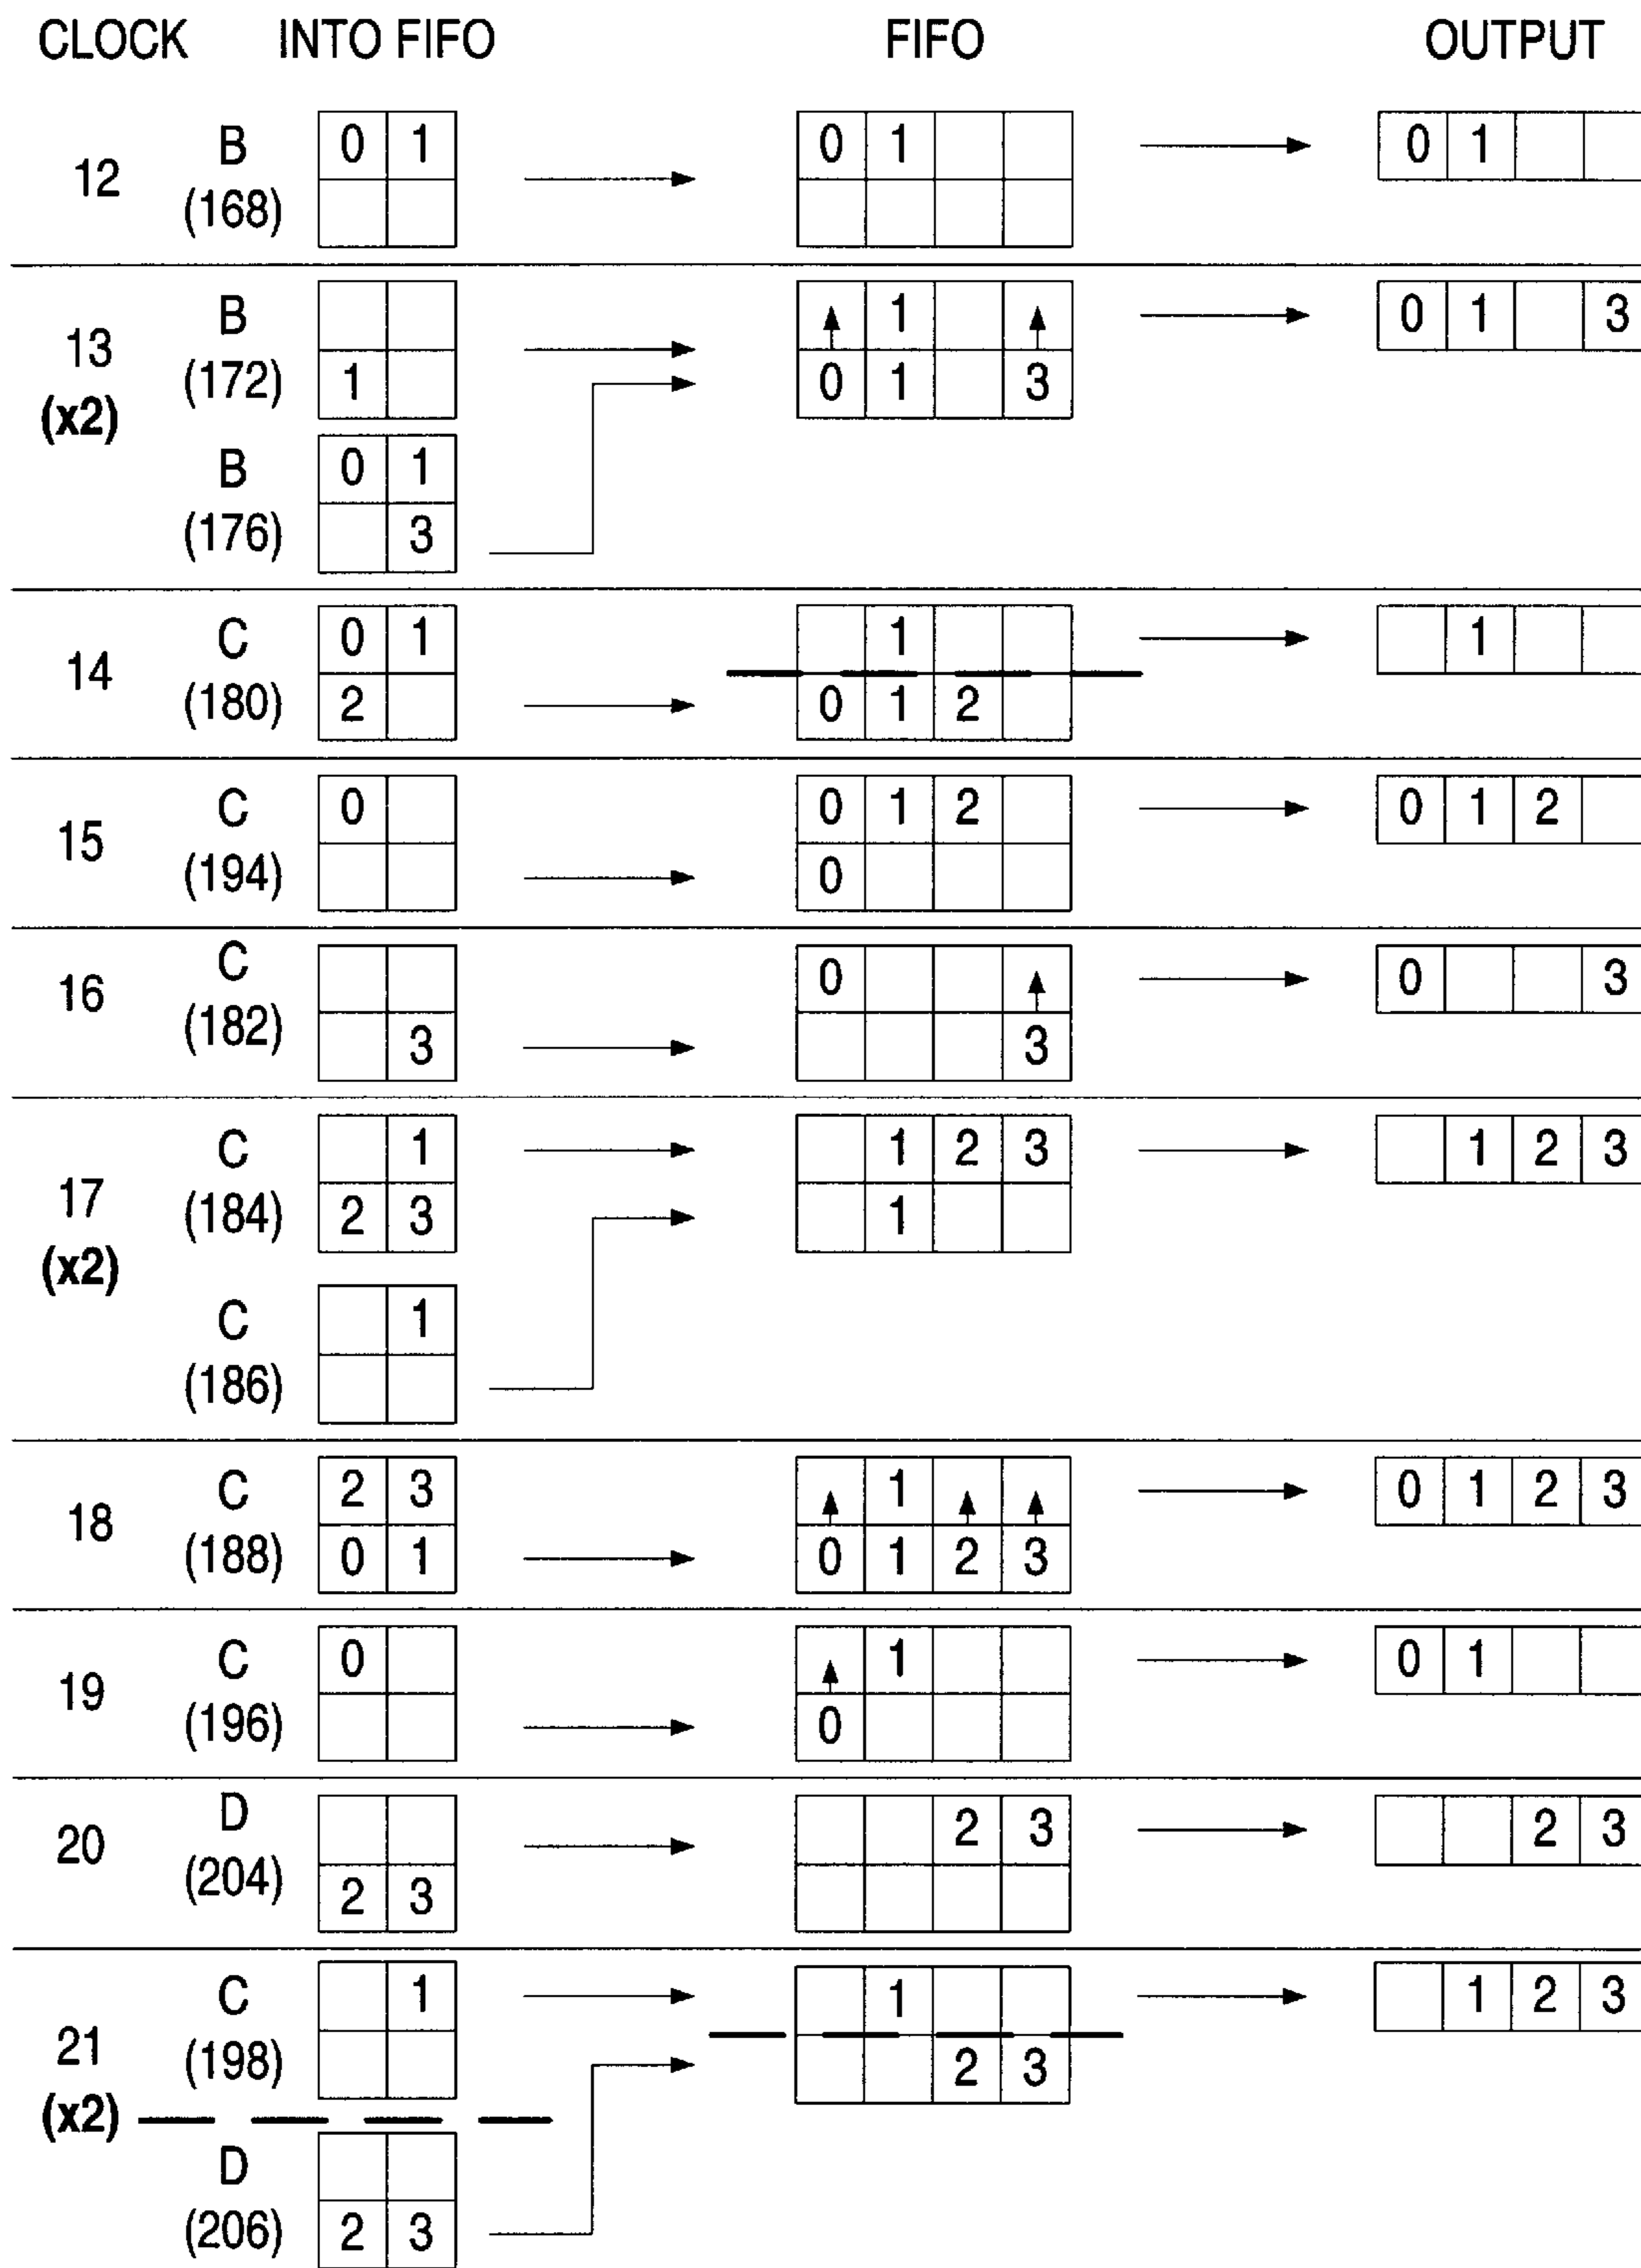 CLOCK INTO FIFO FIFO OUTPUT
B 0 1 0 1 0 1
12
(168)
B 1 0 1 3
13
(172) 1 0 1 3
(x2)
B 0 1
(176) 3
C 0 1 1 1
14
(180) 2 0 1 2
C 0 0 1 2 0 1 2
15
(194) 0
C 0 0 3
16
(182) 3 3
C 1 1 2 3 1 2 3
17
(184) 2 3 1
(x2)
C 1
(186)
C 2 3 1 0 1 2 3
18
(188) 0 1 0 1 2 3
C 0 1 0 1
19
(196) 0
D 2 3 2 3
20
(204) 2 3
C 1 1 1 2 3
21
(198) 2 3
(x2)
D
(206) 2 3